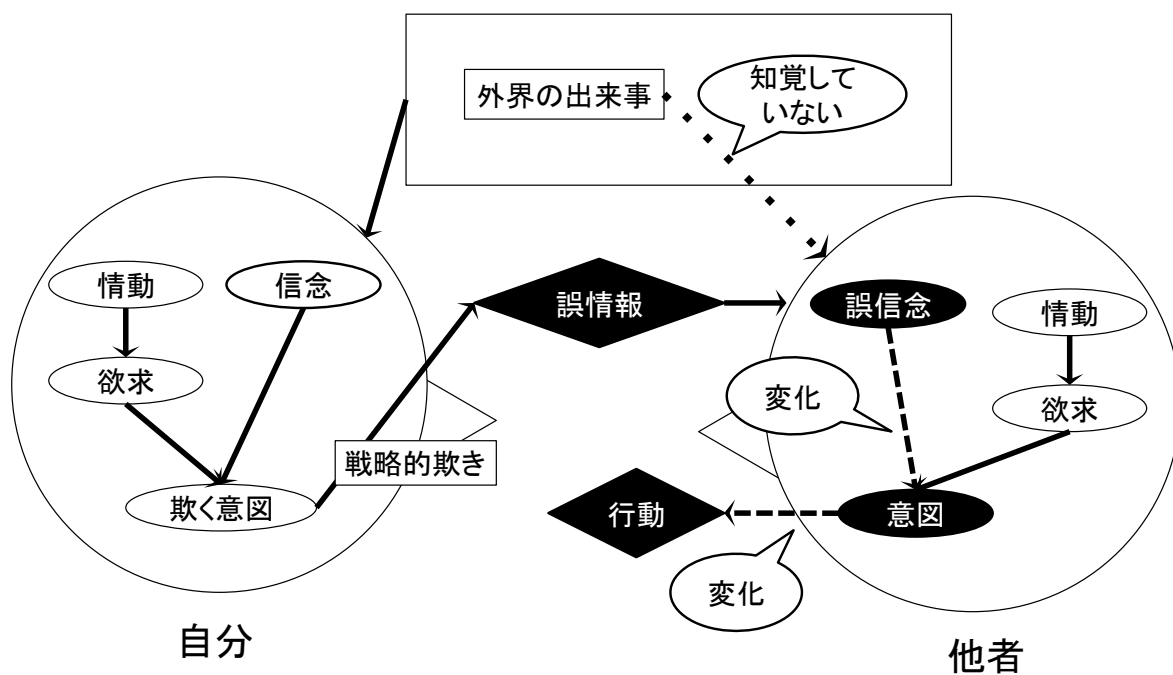 外界の出来事
知覚して
いない
情動
信念
誤情報
誤信念
情動
欲求
変化
欲求
戦略的欺き
欺く意図
行動
意図
変化
自分
他者